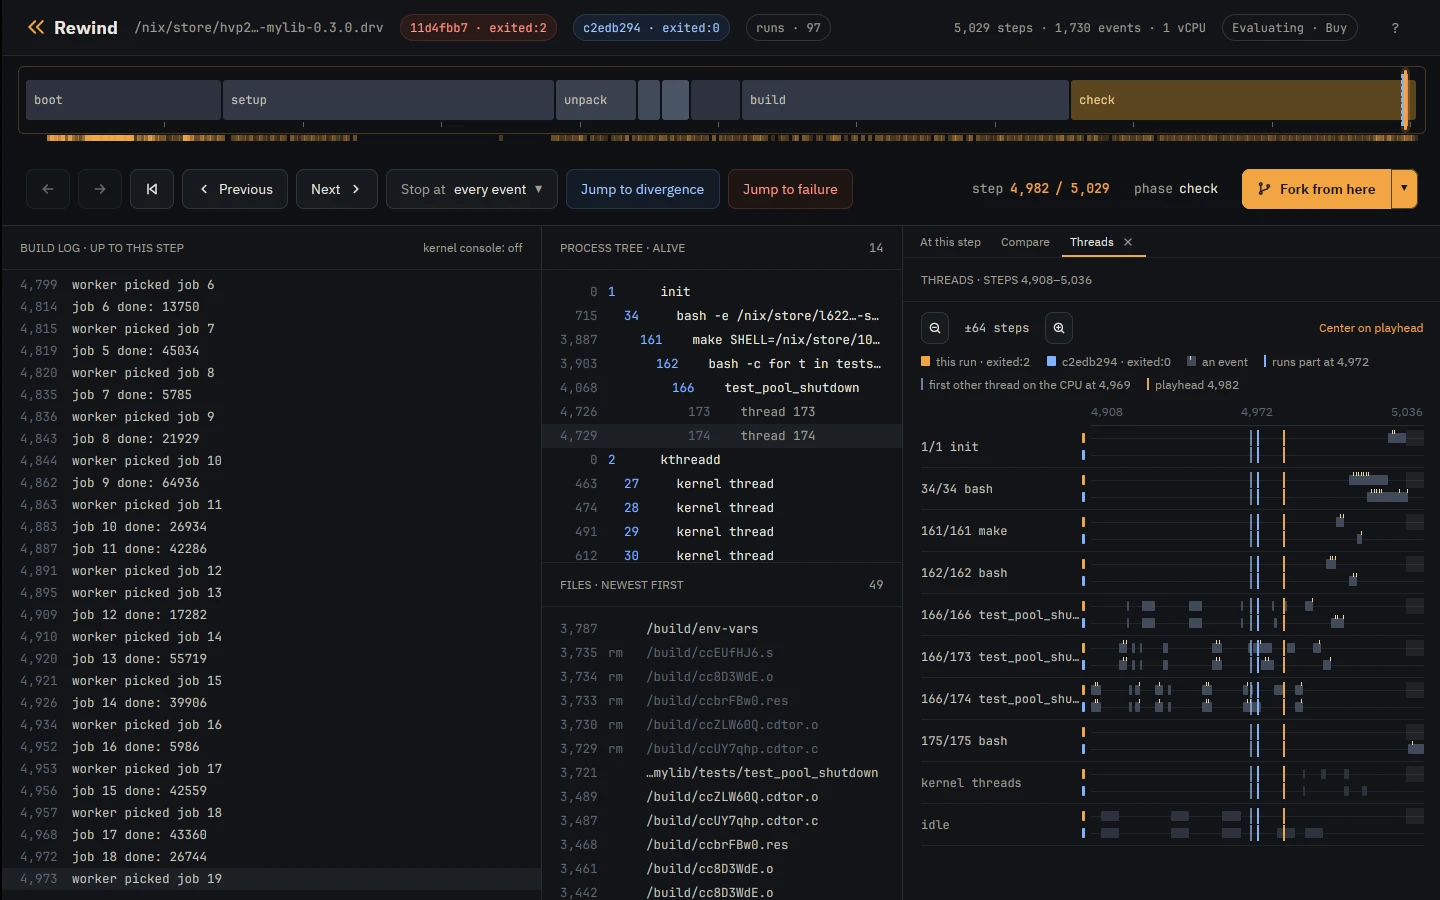 Rewind /nix/store/hvp2…-mylib-0.3.0.drv 11d4fbb7 · exited:2 c2edb294 · exited:0 runs · 97 5,029 steps · 1,730 events · 1 vCPU Evaluating · Buy ?
boot setup unpack build check
Previous Next Stop at every event ▾ Jump to divergence Jump to failure step 4,982 / 5,029 phase check Fork from here ▾
BUILD LOG · UP TO THIS STEP kernel console: off
4,799 worker picked job 6
4,814 job 6 done: 13750
4,815 worker picked job 7
4,819 job 5 done: 45034
4,820 worker picked job 8
4,835 job 7 done: 5785
4,836 worker picked job 9
4,843 job 8 done: 21929
4,844 worker picked job 10
4,862 job 9 done: 64936
4,863 worker picked job 11
4,883 job 10 done: 26934
4,887 job 11 done: 42286
4,891 worker picked job 12
4,895 worker picked job 13
4,909 job 12 done: 17282
4,910 worker picked job 14
4,920 job 13 done: 55719
4,921 worker picked job 15
4,926 job 14 done: 39906
4,934 worker picked job 16
4,952 job 16 done: 5986
4,953 worker picked job 17
4,956 job 15 done: 42559
4,957 worker picked job 18
4,968 job 17 done: 43360
4,972 job 18 done: 26744
4,973 worker picked job 19
PROCESS TREE · ALIVE 14
0 1 init
715 34 bash -e /nix/store/l622…-s…
3,887 161 make SHELL=/nix/store/10…
3,903 162 bash -c for t in tests…
4,068 166 test_pool_shutdown
4,726 173 thread 173
4,729 174 thread 174
0 2 kthreadd
463 27 kernel thread
474 28 kernel thread
491 29 kernel thread
612 30 kernel thread
FILES · NEWEST FIRST 49
3,787 /build/env-vars
3,735 rm /build/ccEUfHJ6.s
3,734 rm /build/cc8D3WdE.o
3,733 rm /build/ccbrFBw0.res
3,730 rm /build/ccZLW60Q.cdtor.o
3,729 rm /build/ccUY7qhp.cdtor.c
3,721 …mylib/tests/test_pool_shutdown
3,489 /build/ccZLW60Q.cdtor.o
3,487 /build/ccUY7qhp.cdtor.c
3,468 /build/ccbrFBw0.res
3,461 /build/cc8D3WdE.o
3,442 /build/cc8D3WdE.o
At this step Compare Threads ×
THREADS · STEPS 4,908–5,036
±64 steps Center on playhead
this run · exited:2 c2edb294 · exited:0 an event runs part at 4,972
first other thread on the CPU at 4,969 playhead 4,982
4,908 4,972 5,036
1/1 init
34/34 bash
161/161 make
162/162 bash
166/166 test_pool_shu…
166/173 test_pool_shu…
166/174 test_pool_shu…
175/175 bash
kernel threads
idle